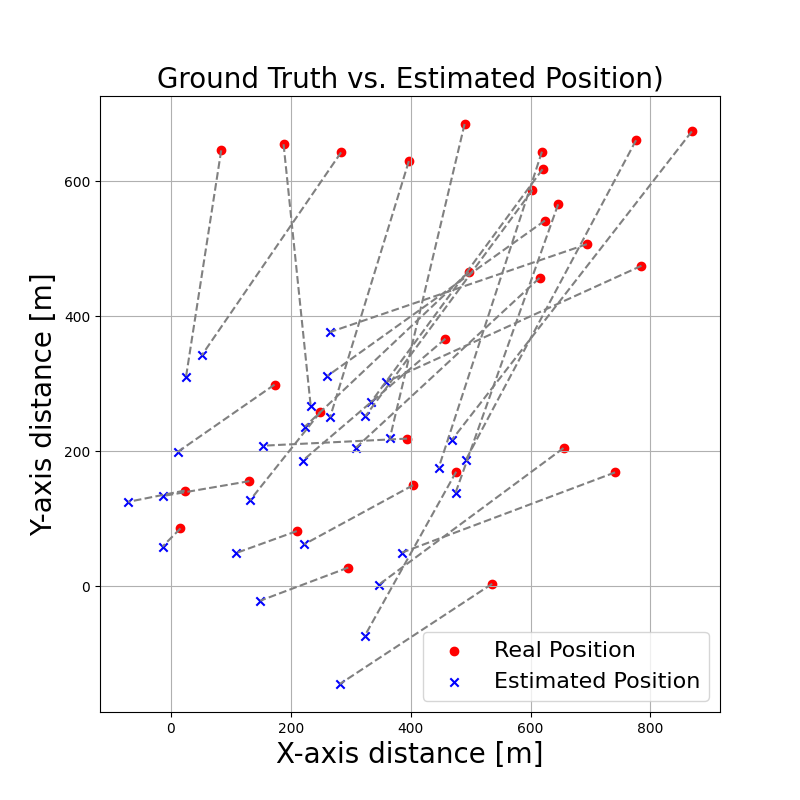 Ground Truth vs. Estimated Position)
Y-axis distance [m]
600
400
200
0
0 200 400 600 800
X-axis distance [m]
Real Position
Estimated Position